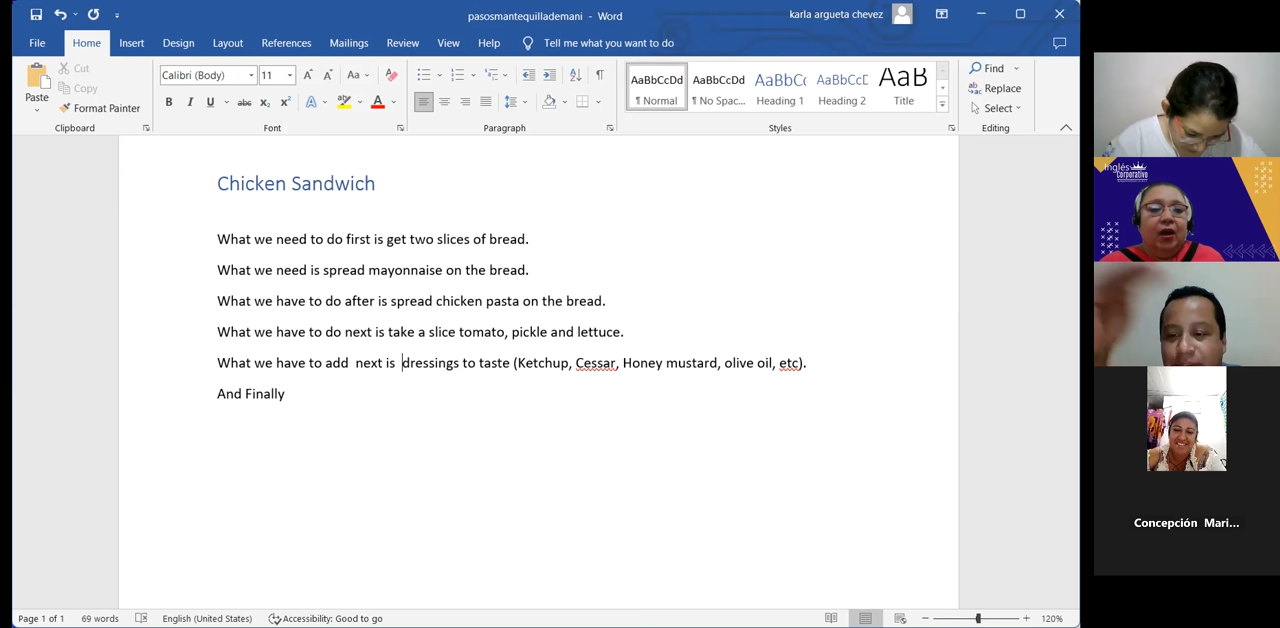 pasosmantequillademani - Word
karla argueta chevez
File Home Insert Design Layout References Mailings Review View Help Tell me what you want to do
Paste
Cut
Copy
Format Painter
Clipboard
Calibri (Body) 11
Font
Paragraph
AaBbCcDd AaBbCcDd AaBbCc AaBbCcD AaB
¶ Normal ¶ No Spac... Heading 1 Heading 2 Title
Styles
Find
Replace
Select
Editing
Chicken Sandwich
What we need to do first is get two slices of bread.
What we need is spread mayonnaise on the bread.
What we have to do after is spread chicken pasta on the bread.
What we have to do next is take a slice tomato, pickle and lettuce.
What we have to add  next is dressings to taste (Ketchup, Cessar, Honey mustard, olive oil, etc).
And Finally
Page 1 of 1 69 words English (United States) Accessibility: Good to go 120%
Inglés
Corporativo
Concepción Mari...